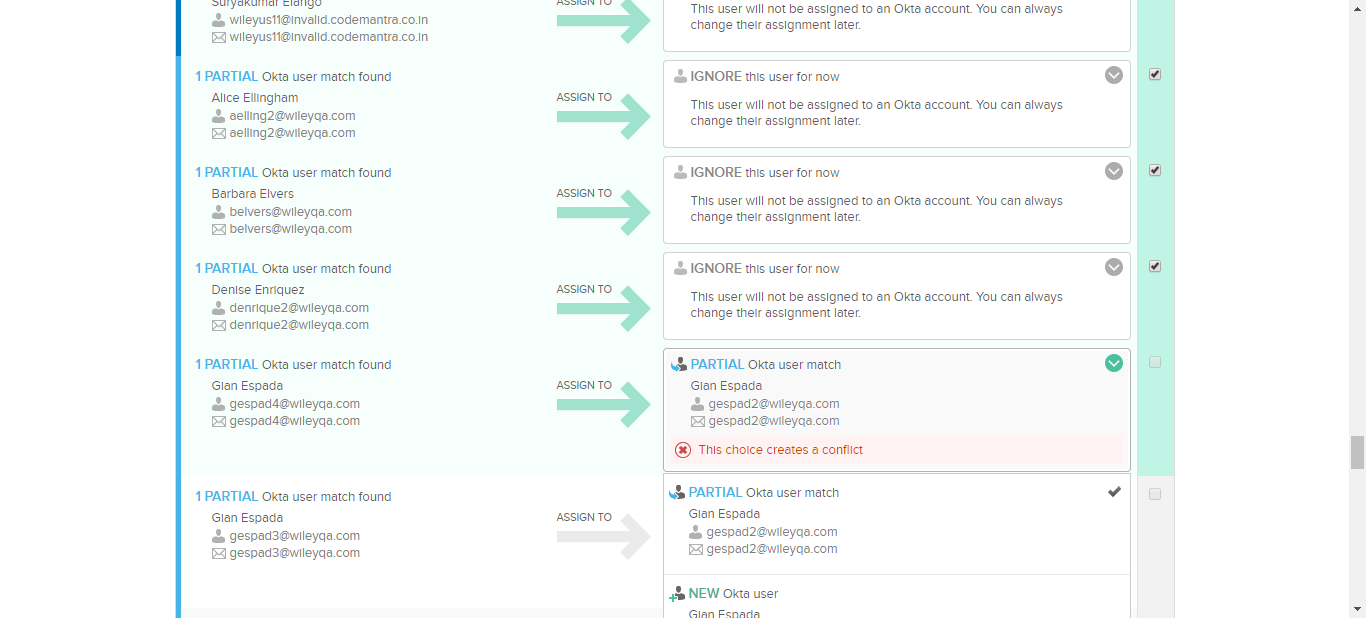 Suryakumar Elango
wileyus11@invalid.codemantra.co.in
wileyus11@invalid.codemantra.co.in
ASSIGN TO
This user will not be assigned to an Okta account. You can always
change their assignment later.
1 PARTIAL Okta user match found
Alice Ellingham
aelling2@wileyqa.com
aelling2@wileyqa.com
ASSIGN TO
IGNORE this user for now
This user will not be assigned to an Okta account. You can always
change their assignment later.
1 PARTIAL Okta user match found
Barbara Elvers
belvers@wileyqa.com
belvers@wileyqa.com
ASSIGN TO
IGNORE this user for now
This user will not be assigned to an Okta account. You can always
change their assignment later.
1 PARTIAL Okta user match found
Denise Enriquez
denrique2@wileyqa.com
denrique2@wileyqa.com
ASSIGN TO
IGNORE this user for now
This user will not be assigned to an Okta account. You can always
change their assignment later.
1 PARTIAL Okta user match found
Gian Espada
gespad4@wileyqa.com
gespad4@wileyqa.com
ASSIGN TO
PARTIAL Okta user match
Gian Espada
gespad2@wileyqa.com
gespad2@wileyqa.com
This choice creates a conflict
1 PARTIAL Okta user match found
Gian Espada
gespad3@wileyqa.com
gespad3@wileyqa.com
ASSIGN TO
PARTIAL Okta user match
Gian Espada
gespad2@wileyqa.com
gespad2@wileyqa.com
NEW Okta user
Gian Espada